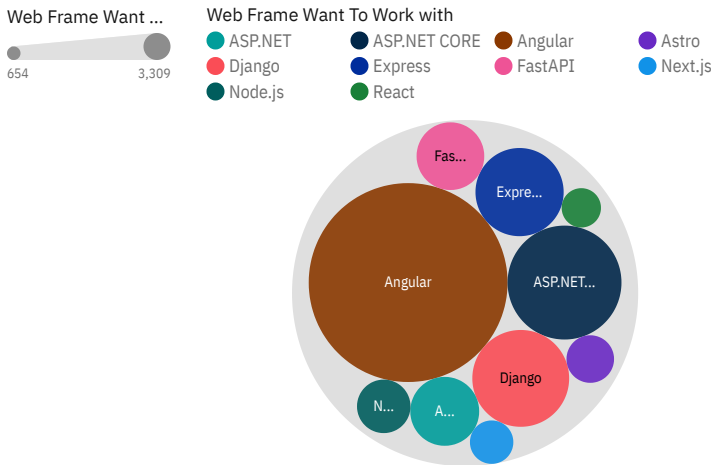 Web Frame Want ...
654
3,309
Web Frame Want To Work with
ASP.NET
ASP.NET CORE
Angular
Astro
Django
Express
FastAPI
Next.js
Node.js
React
Fas...
Expre...
Angular
ASP.NET...
Django
N...
A...